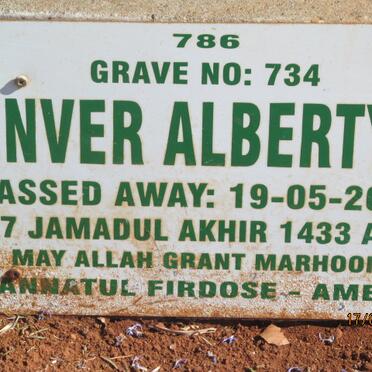 786
GRAVE NO: 734
NVER ALBERTY
ASSED AWAY: 19-05-20
7 JAMADUL AKHIR 1433 A
MAY ALLAH GRANT MARHOO
ANNATUL FIRDOSE - AME